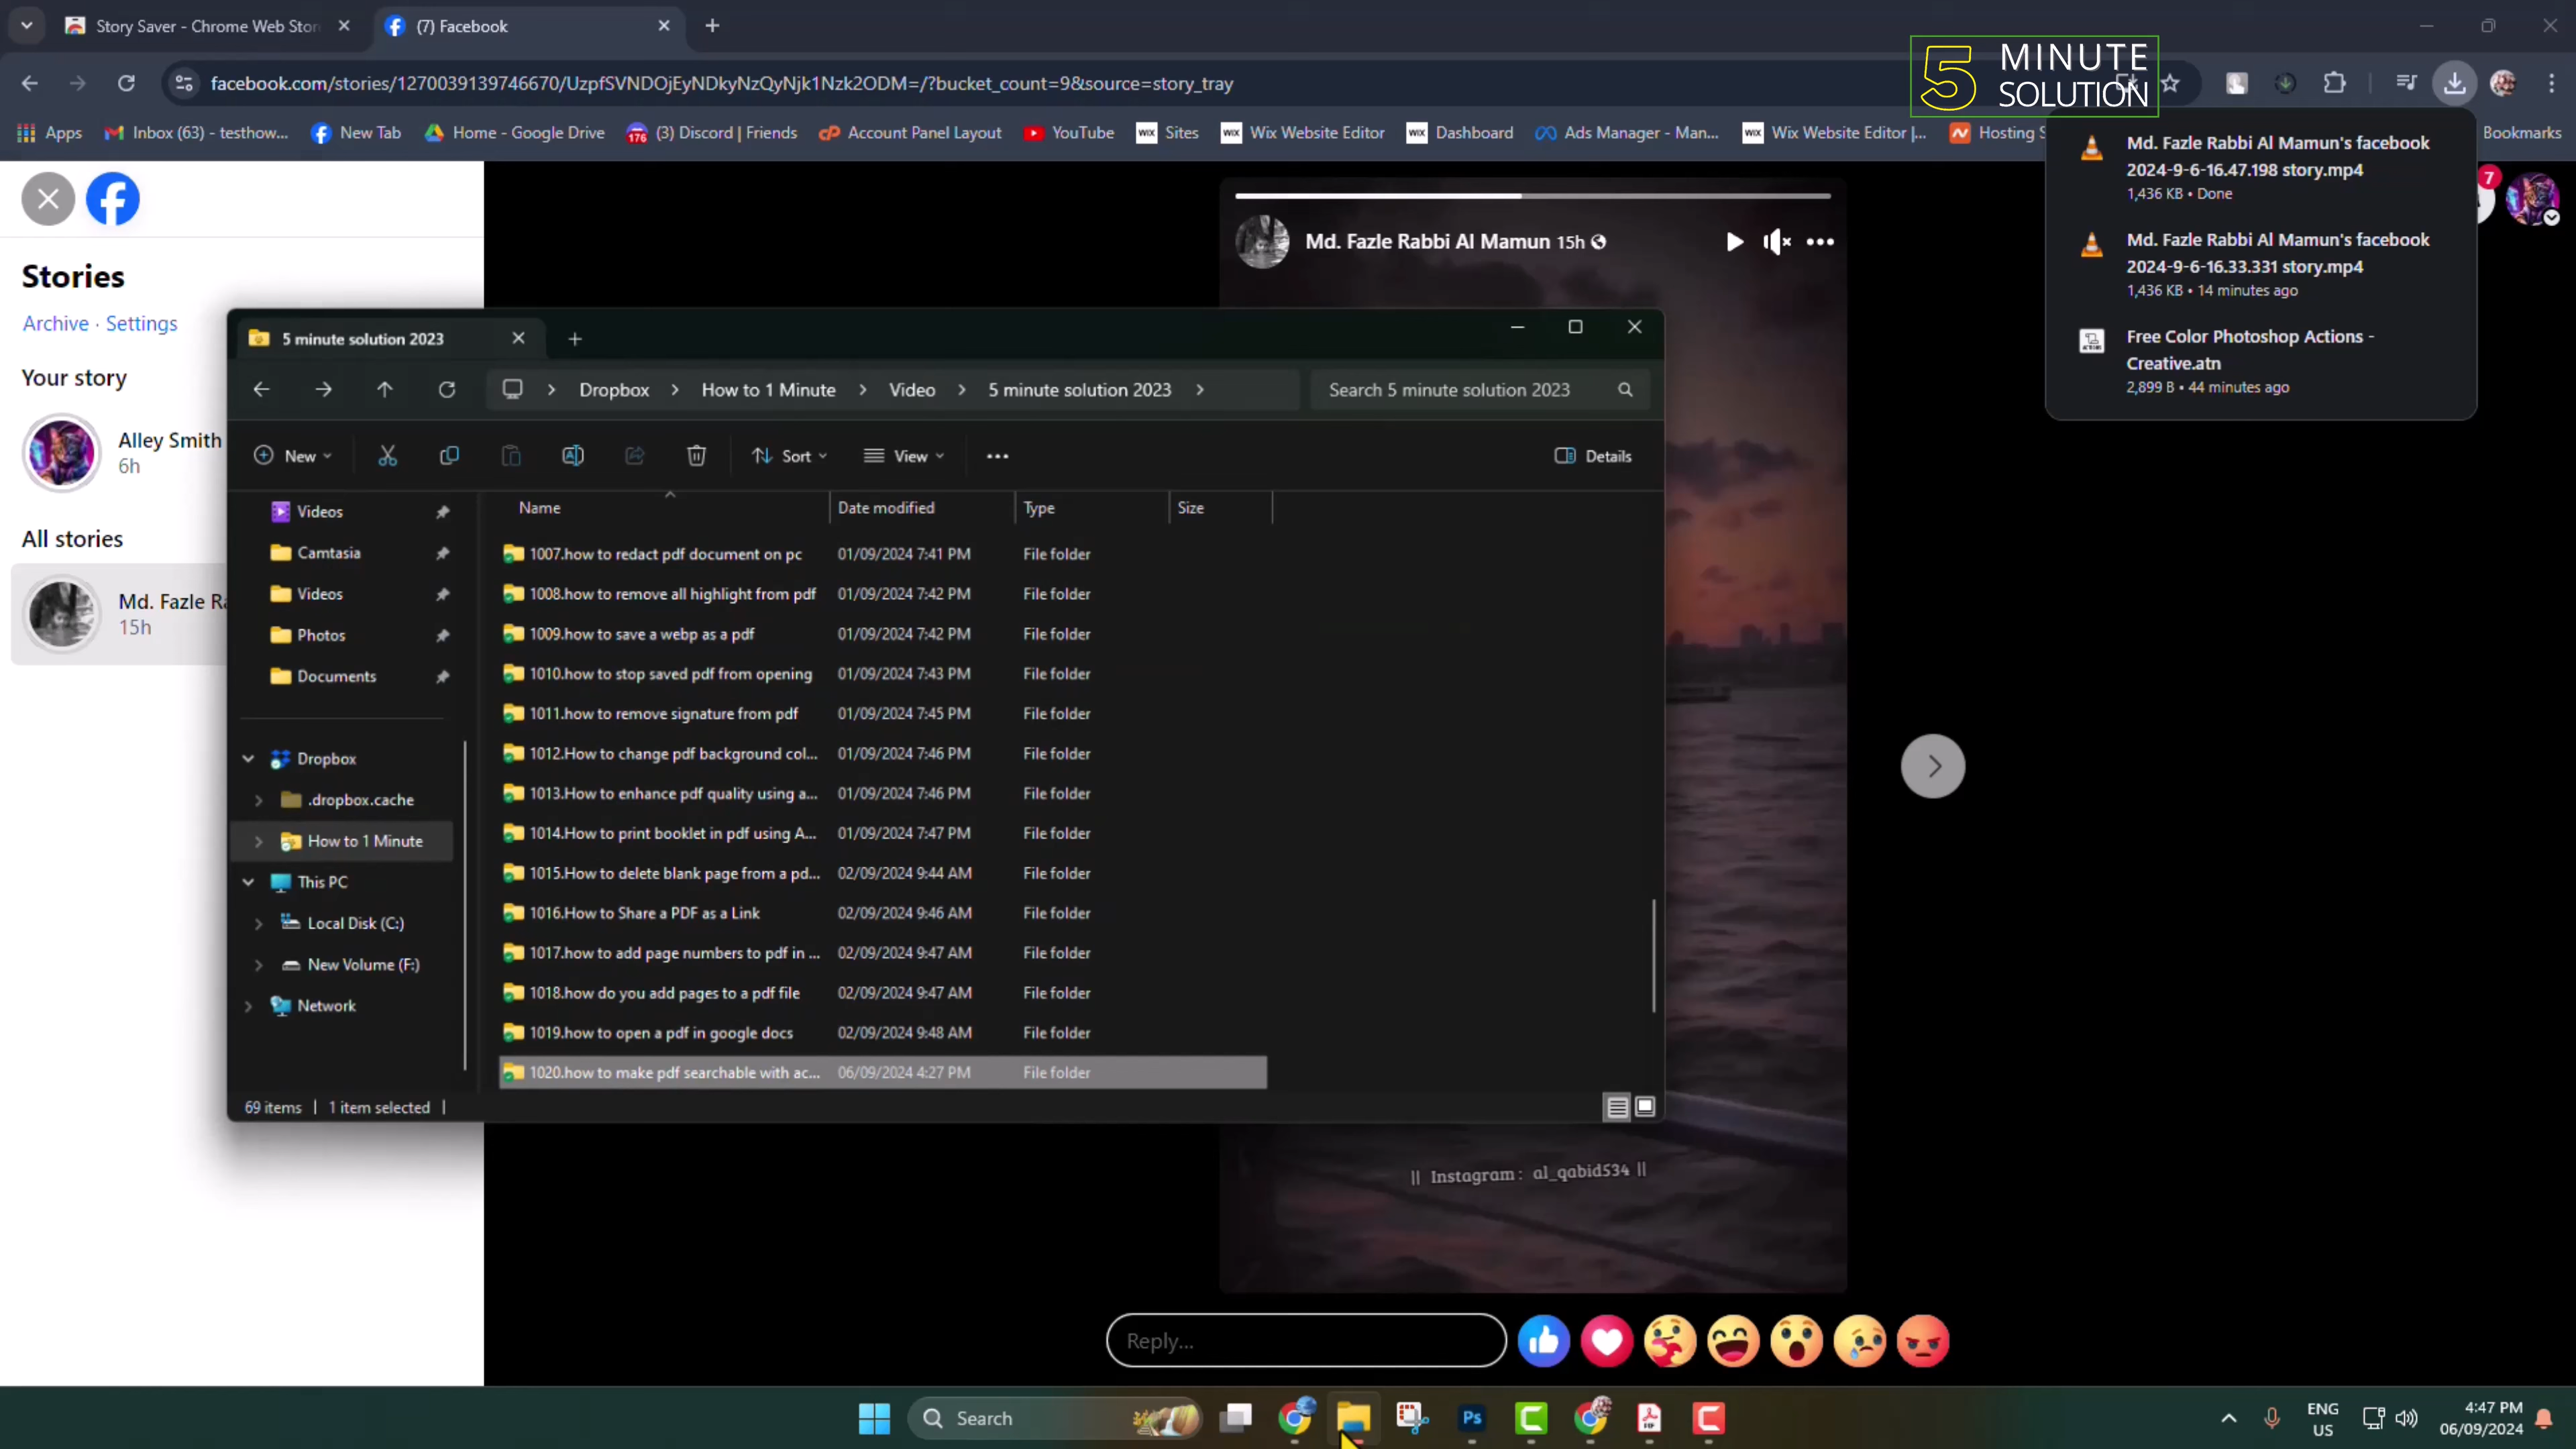 Story Saver - Chrome Web Stor
(7) Facebook
facebook.com/stories/1270039139746670/UzpfSVNDOjEyNDkyNzQyNjk1Nzk2ODM=/?bucket_count=9&source=story_tray
5 MINUTE
SOLUTION
Apps
Inbox (63) - testhow...
New Tab
Home - Google Drive
(3) Discord | Friends
Account Panel Layout
YouTube
Sites
Wix Website Editor
Dashboard
Ads Manager - Man...
Wix Website Editor |...
Hosting S
Bookmarks
Md. Fazle Rabbi Al Mamun's facebook
2024-9-6-16.47.198 story.mp4
1,436 KB • Done
Md. Fazle Rabbi Al Mamun's facebook
2024-9-6-16.33.331 story.mp4
1,436 KB • 14 minutes ago
Free Color Photoshop Actions -
Creative.atn
2,899 B • 44 minutes ago
7
Stories
Archive · Settings
Your story
Alley Smith
6h
All stories
Md. Fazle Ra
15h
Md. Fazle Rabbi Al Mamun 15h
5 minute solution 2023
Dropbox > How to 1 Minute > Video > 5 minute solution 2023 >
Search 5 minute solution 2023
New
Sort
View
Details
Videos
Camtasia
Videos
Photos
Documents
Dropbox
.dropbox.cache
How to 1 Minute
This PC
Local Disk (C:)
New Volume (F:)
Network
Name Date modified Type Size
1007.how to redact pdf document on pc 01/09/2024 7:41 PM File folder
1008.how to remove all highlight from pdf 01/09/2024 7:42 PM File folder
1009.how to save a webp as a pdf 01/09/2024 7:42 PM File folder
1010.how to stop saved pdf from opening 01/09/2024 7:43 PM File folder
1011.how to remove signature from pdf 01/09/2024 7:45 PM File folder
1012.How to change pdf background col... 01/09/2024 7:46 PM File folder
1013.How to enhance pdf quality using a... 01/09/2024 7:46 PM File folder
1014.How to print booklet in pdf using A... 01/09/2024 7:47 PM File folder
1015.How to delete blank page from a pd... 02/09/2024 9:44 AM File folder
1016.How to Share a PDF as a Link 02/09/2024 9:46 AM File folder
1017.how to add page numbers to pdf in ... 02/09/2024 9:47 AM File folder
1018.how do you add pages to a pdf file 02/09/2024 9:47 AM File folder
1019.how to open a pdf in google docs 02/09/2024 9:48 AM File folder
1020.how to make pdf searchable with ac... 06/09/2024 4:27 PM File folder
69 items | 1 item selected |
|| Instagram: al_qabid534 ||
Reply...
Search
ENG
US
4:47 PM
06/09/2024